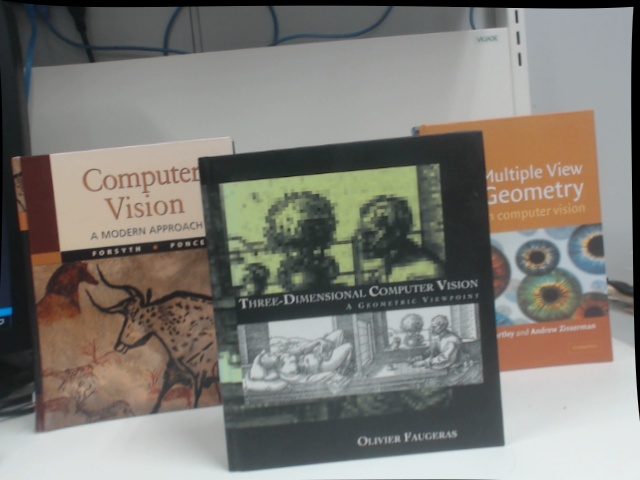 Computer
Vision
A MODERN APPROACH
FORSYTH PONCE
THREE-DIMENSIONAL COMPUTER VISION
A GEOMETRIC VIEWPOINT
OLIVIER FAUGERAS
Multiple View
Geometry
computer vision
and Andrew Zisserman